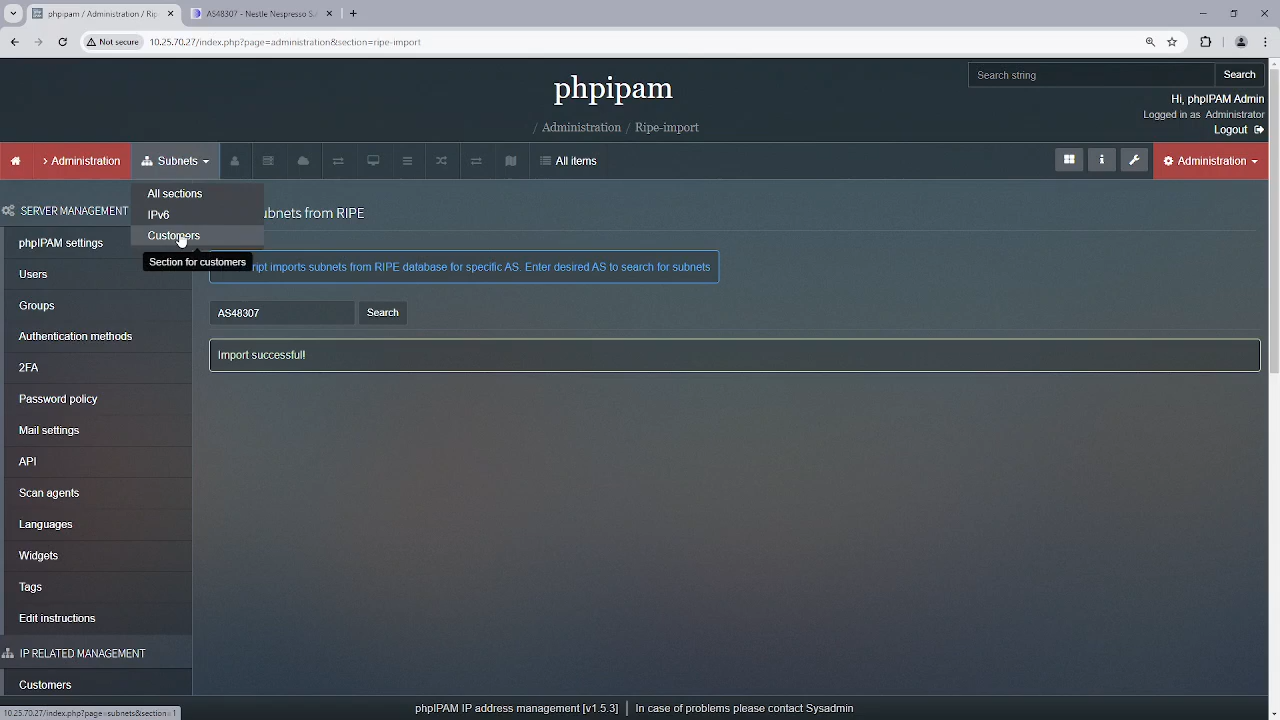 phpipam / Administration / Ri
AS48307 - Nestle Nespresso S.
Not secure
10.25.70.27/index.php?page=administration&section=ripe-import
phpipam
/ Administration / Ripe-import
Search string
Search
Hi, phpIPAM Admin
Logged in as Administrator
Logout
> Administration
Subnets
All items
Administration
All sections
IPv6
Customers
Section for customers
SERVER MANAGEMENT
phpIPAM settings
Users
Groups
Authentication methods
2FA
Password policy
Mail settings
API
Scan agents
Languages
Widgets
Tags
Edit instructions
IP RELATED MANAGEMENT
Customers
ubnets from RIPE
ript imports subnets from RIPE database for specific AS. Enter desired AS to search for subnets
AS48307
Search
Import successful!
10.25.70.27/index.php?page=subnets&section=1
phpIPAM IP address management [v1.5.3]
In case of problems please contact Sysadmin